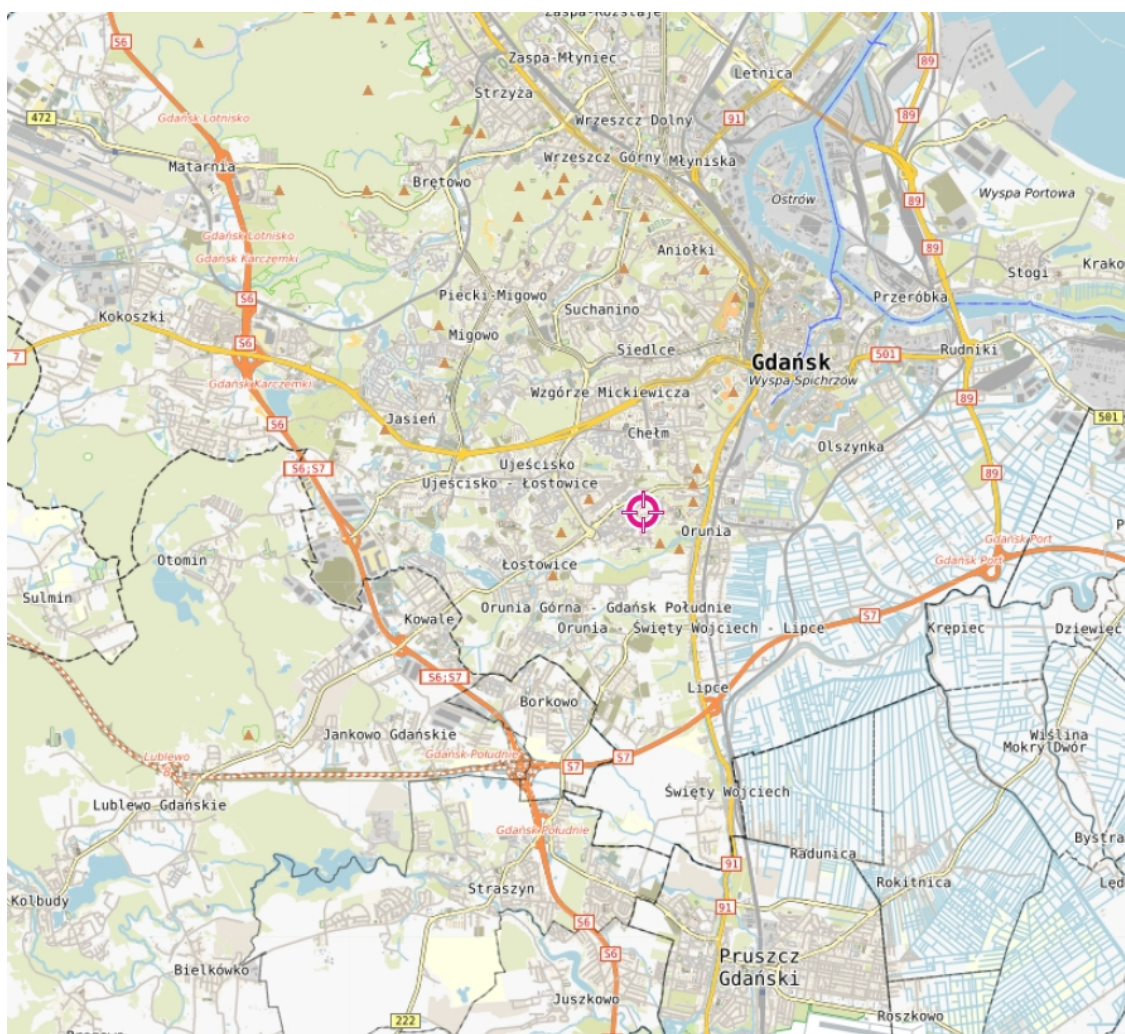 Zaspa-Rozstaje
S6
Zaspa-Młyniec
89
Letnica
Strzyża
Gdańsk Lotnisko
472
91
Wrzeszcz Dolny
89
Wrzeszcz Górny
Młyniska
Matarnia
Brętowo
Ostrów
Wyspa Portowa
89
Gdańsk Lotnisko
Gdańsk Karczemki
Aniołki
89
Stogi
Krako
S6
Piecki-Migowo
Suchanino
Przeróbka
Kokoszki
Migowo
S6
Siedlce
Gdańsk
501
Rudniki
7
Gdańsk Karczemki
Wzgórze Mickiewicza
Wyspa Spichrzów
89
501
Jasień
S6
Chełm
Olszynka
S6;S7
Ujeścisko
Ujeścisko - Łostowice
89
Orunia
Gdańsk Port
Gdańsk Port
Otomin
Łostowice
Sulmin
Orunia Górna - Gdańsk Południe
Kowale
Orunia - Święty Wojciech - Lipce
S7
Krępiec
Dziewięć
S6;S7
Lipce
Borkowo
Jankowo Gdańskie
Wiślina
Mokry Dwór
Lublewo
Gdańsk Południe
S7
S7
Lublewo Gdańskie
Święty Wojciech
Gdańsk Południe
Bystra
91
Radunica
Straszyn
Rokitnica
Lęd
Kolbudy
91
S6
S6
Pruszcz
Gdański
Bielkówko
Juszkowo
222
Roszkowo